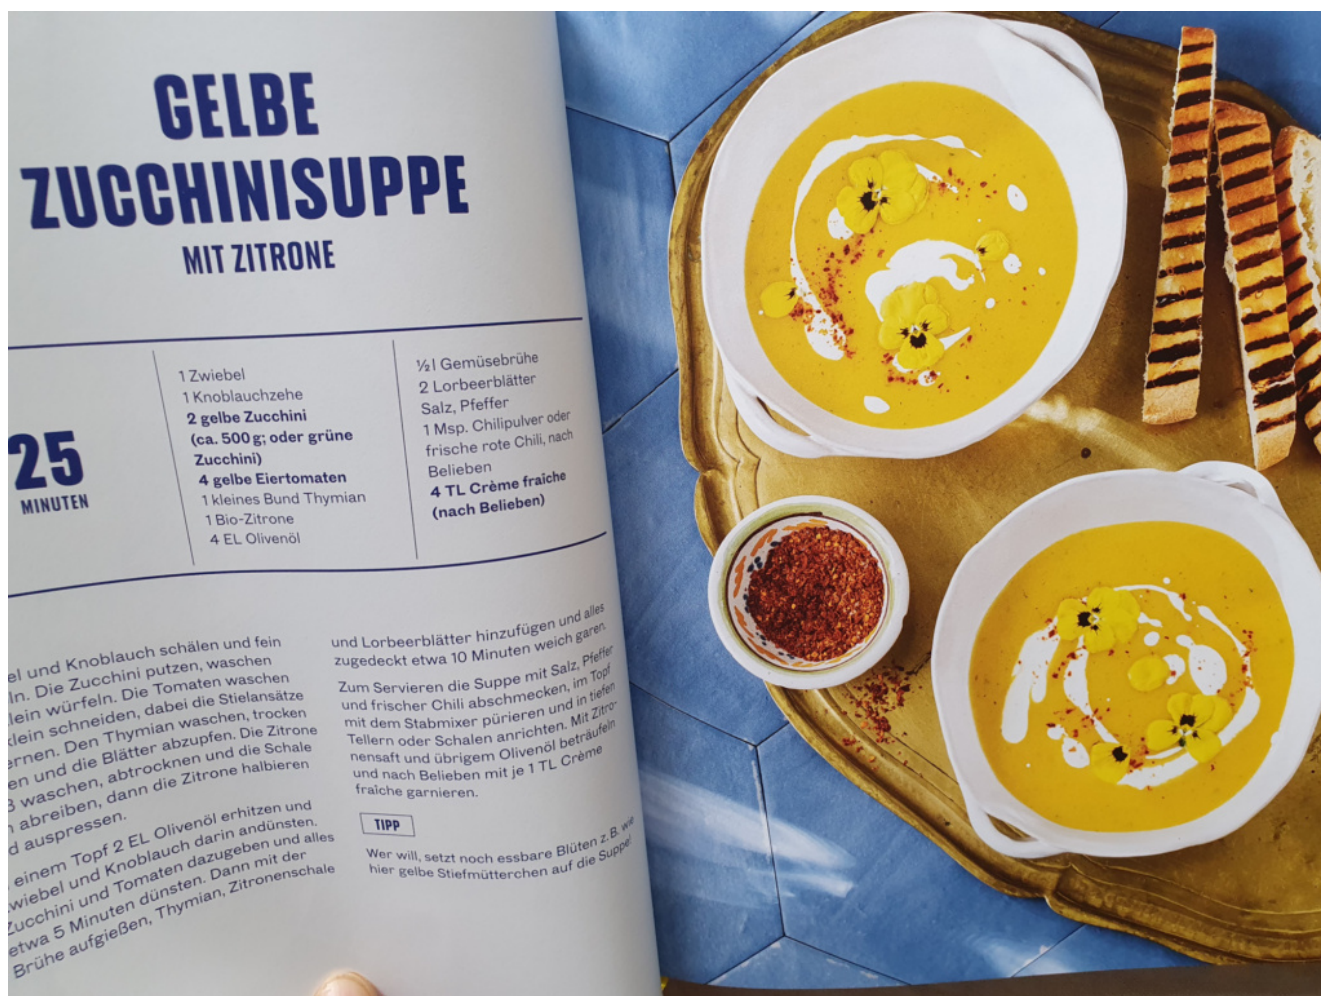 GELBE
ZUCCHINISUPPE
MIT ZITRONE
25
MINUTEN
1 Zwiebel
1 Knoblauchzehe
2 gelbe Zucchini
(ca. 500 g; oder grüne
Zucchini)
4 gelbe Eiertomaten
1 kleines Bund Thymian
1 Bio-Zitrone
4 EL Olivenöl
½ l Gemüsebrühe
2 Lorbeerblätter
Salz, Pfeffer
1 Msp. Chilipulver oder
frische rote Chili, nach
Belieben
4 TL Crème fraîche
(nach Belieben)
el und Knoblauch schälen und fein
ln. Die Zucchini putzen, waschen
lein würfeln. Die Tomaten waschen
klein schneiden, dabei die Stielansätze
ernen. Den Thymian waschen, trocken
en und die Blätter abzupfen. Die Zitrone
ß waschen, abtrocknen und die Schale
n abreiben, dann die Zitrone halbieren
d auspressen.
einem Topf 2 EL Olivenöl erhitzen und
wiebel und Knoblauch darin andünsten.
Zucchini und Tomaten dazugeben und alles
etwa 5 Minuten dünsten. Dann mit der
Brühe aufgießen, Thymian, Zitronenschale
und Lorbeerblätter hinzufügen und alles
zugedeckt etwa 10 Minuten weich garen.
Zum Servieren die Suppe mit Salz, Pfeffer
und frischer Chili abschmecken, im Topf
mit dem Stabmixer pürieren und in tiefen
Tellern oder Schalen anrichten. Mit Zitro-
nensaft und übrigem Olivenöl beträufeln
und nach Belieben mit je 1 TL Crème
fraîche garnieren.
TIPP
Wer will, setzt noch essbare Blüten z. B. wie
hier gelbe Stiefmütterchen auf die Suppe!